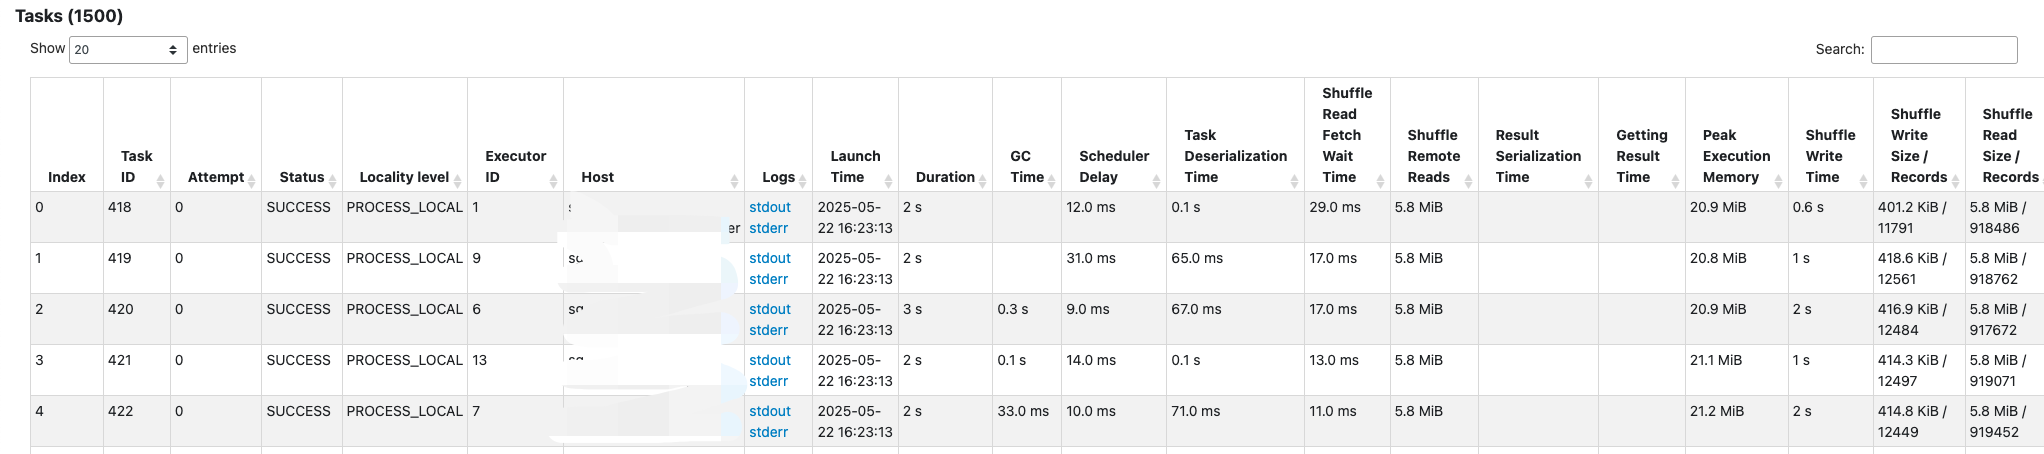 Tasks (1500)
Show 20 entries Search:
Index Task ID Attempt Status Locality level Executor ID Host Logs Launch Time Duration GC Time Scheduler Delay Task Deserialization Time Shuffle Read Fetch Wait Time Shuffle Remote Reads Result Serialization Time Getting Result Time Peak Execution Memory Shuffle Write Time Shuffle Write Size / Records Shuffle Read Size / Records
0 418 0 SUCCESS PROCESS_LOCAL 1 stdout 2025-05- 2 s 12.0 ms 0.1 s 29.0 ms 5.8 MiB 20.9 MiB 0.6 s 401.2 KiB / 5.8 MiB /
er stderr 22 16:23:13 11791 918486
1 419 0 SUCCESS PROCESS_LOCAL 9 stdout 2025-05- 2 s 31.0 ms 65.0 ms 17.0 ms 5.8 MiB 20.8 MiB 1 s 418.6 KiB / 5.8 MiB /
stderr 22 16:23:13 12561 918762
2 420 0 SUCCESS PROCESS_LOCAL 6 stdout 2025-05- 3 s 0.3 s 9.0 ms 67.0 ms 17.0 ms 5.8 MiB 20.9 MiB 2 s 416.9 KiB / 5.8 MiB /
stderr 22 16:23:13 12484 917672
3 421 0 SUCCESS PROCESS_LOCAL 13 stdout 2025-05- 2 s 0.1 s 14.0 ms 0.1 s 13.0 ms 5.8 MiB 21.1 MiB 1 s 414.3 KiB / 5.8 MiB /
stderr 22 16:23:13 12497 919071
4 422 0 SUCCESS PROCESS_LOCAL 7 stdout 2025-05- 2 s 33.0 ms 10.0 ms 71.0 ms 11.0 ms 5.8 MiB 21.2 MiB 2 s 414.8 KiB / 5.8 MiB /
stderr 22 16:23:13 12449 919452